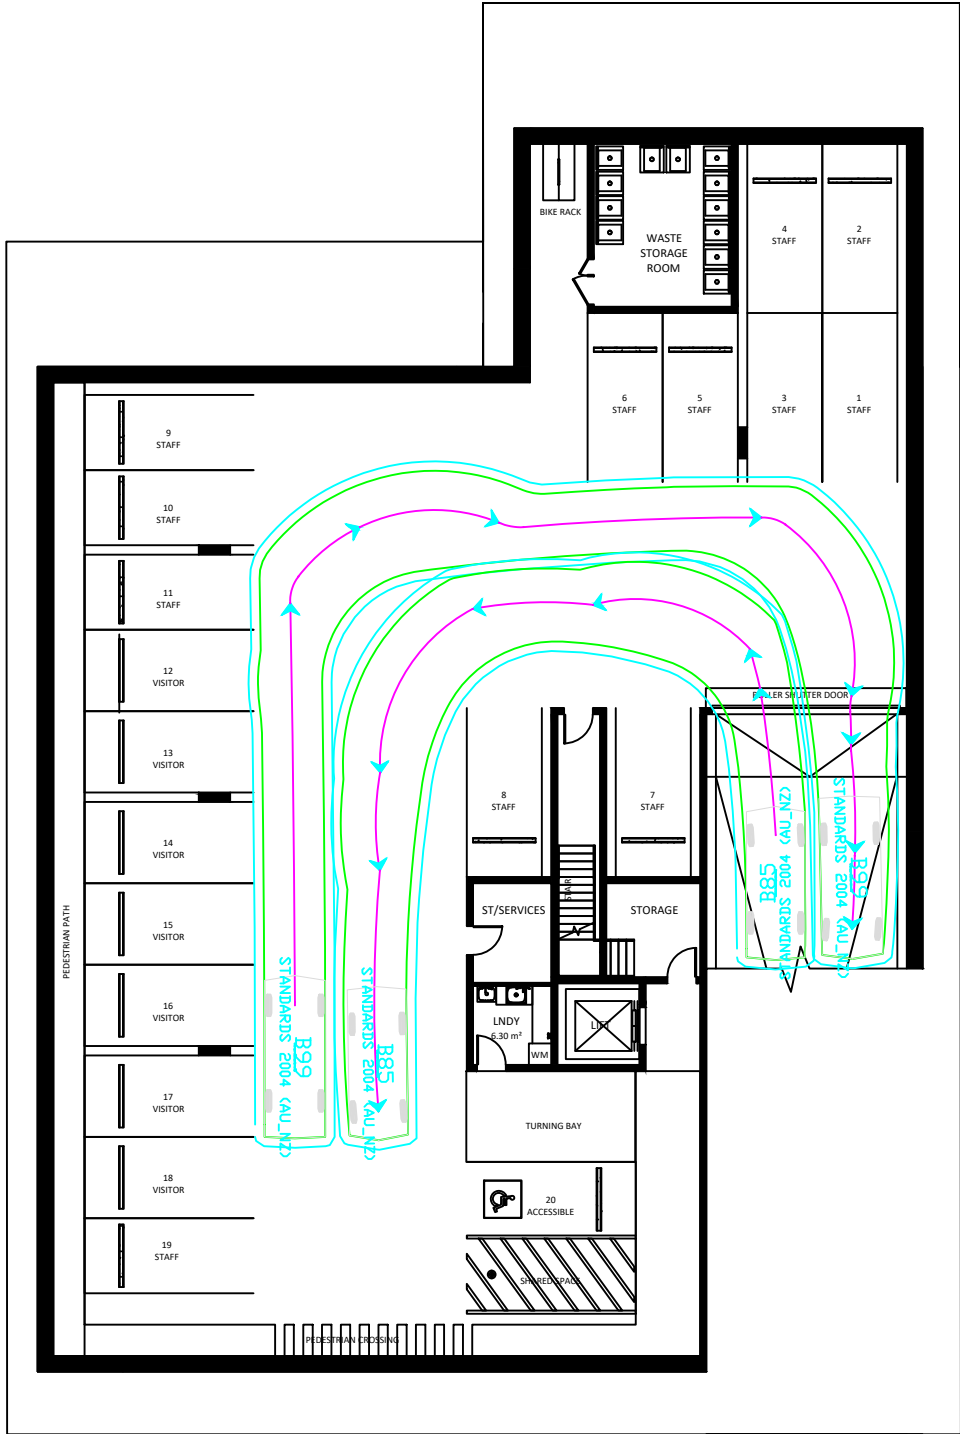 BIKE RACK
WASTE
STORAGE
ROOM
4
STAFF
2
STAFF
6
STAFF
5
STAFF
3
STAFF
1
STAFF
9
STAFF
10
STAFF
11
STAFF
12
VISITOR
13
VISITOR
14
VISITOR
15
VISITOR
16
VISITOR
17
VISITOR
18
VISITOR
19
STAFF
PEDESTRIAN PATH
ROLLER SHUTTER DOOR
8
STAFF
7
STAFF
STAIR
ST/SERVICES
STORAGE
LNDY
6.30 m²
WM
LIFT
TURNING BAY
20
ACCESSIBLE
SHARED SPACE
PEDESTRIAN CROSSING
B99
STANDARDS 2004 (AU_NZ)
B85
STANDARDS 2004 (AU_NZ)
B85
STANDARDS 2004 (AU_NZ)
B99
STANDARDS 2004 (AU_NZ)